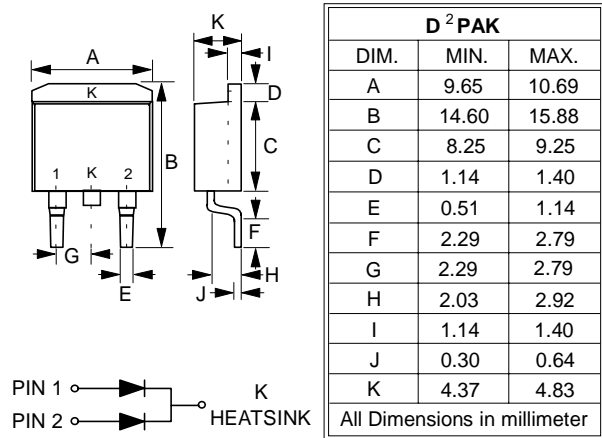 K
A
I
K
D
B
C
1 K 2
F
G
H
E
J
PIN 1
K
PIN 2
HEATSINK
D 2 PAK
DIM. MIN. MAX.
A 9.65 10.69
B 14.60 15.88
C 8.25 9.25
D 1.14 1.40
E 0.51 1.14
F 2.29 2.79
G 2.29 2.79
H 2.03 2.92
I 1.14 1.40
J 0.30 0.64
K 4.37 4.83
All Dimensions in millimeter